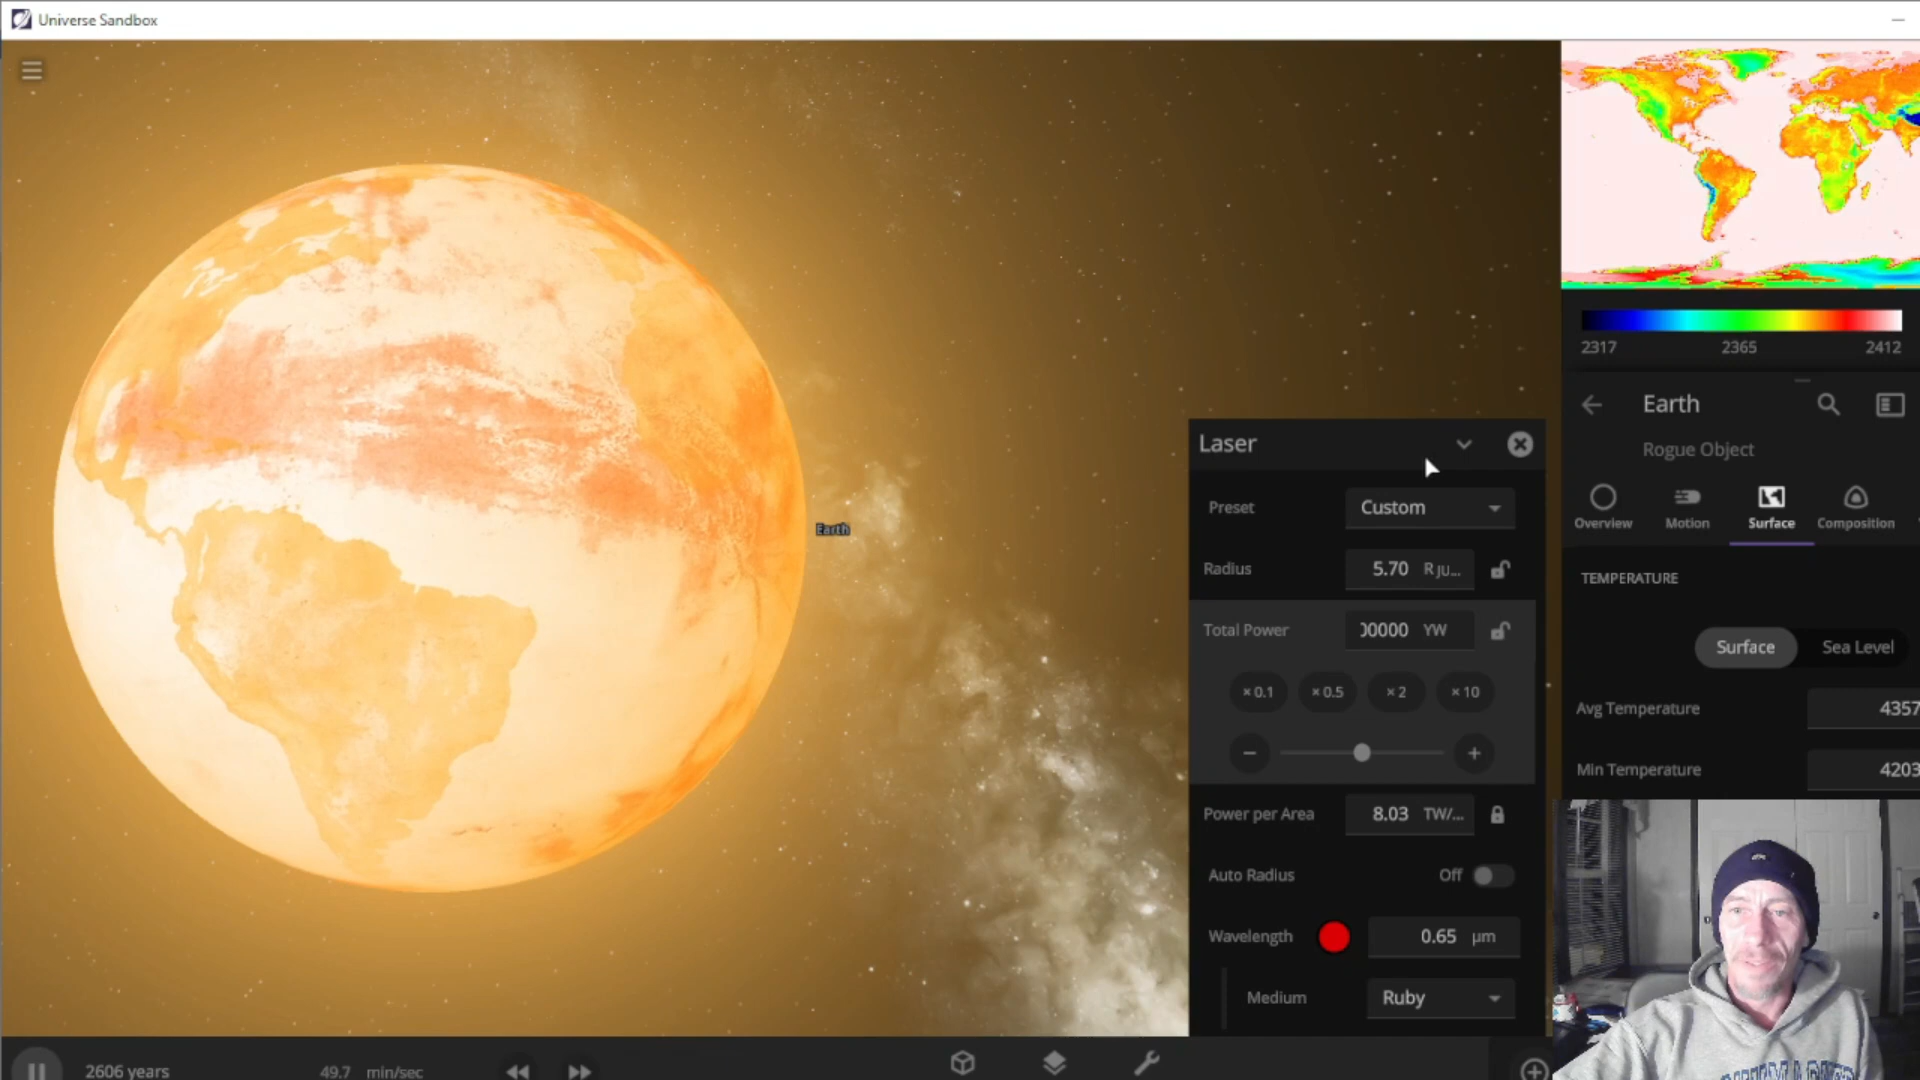 Universe Sandbox
2317 2365 2412
Earth
Rogue Object
Overview Motion Surface Composition
TEMPERATURE
Surface Sea Level
Avg Temperature 4357
Min Temperature 4203
Earth
Laser
Preset Custom
Radius 5.70 R JU...
Total Power 00000 YW
× 0.1 × 0.5 × 2 × 10
Power per Area 8.03 TW/...
Auto Radius Off
Wavelength 0.65 μm
Medium Ruby
2606 years 49.7 min/sec